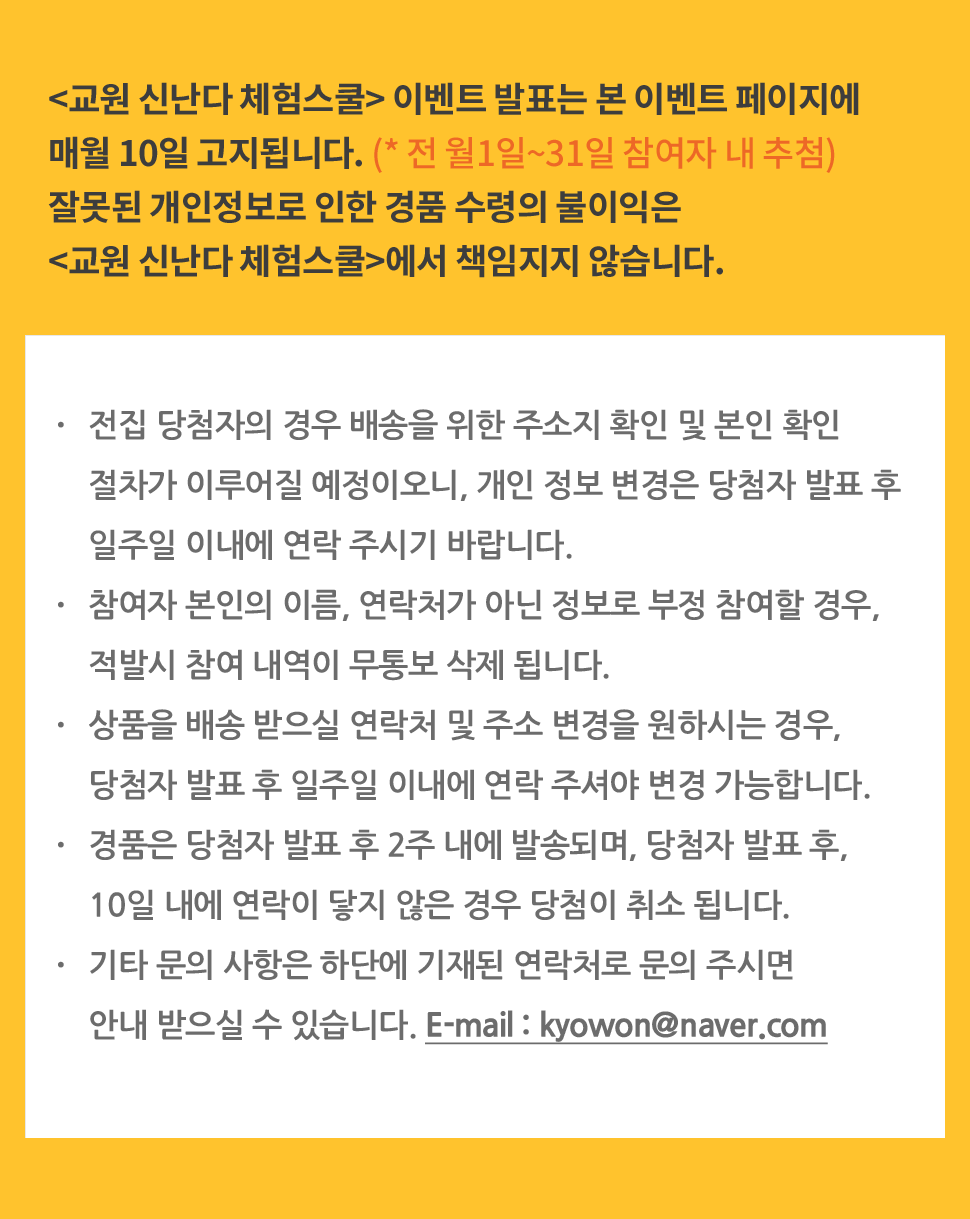 <교원 신난다 체험스쿨> 이벤트 발표는 본 이벤트 페이지에
매월 10일 고지됩니다. (* 전 월1일~31일 참여자 내 추첨)
잘못된 개인정보로 인한 경품 수령의 불이익은
<교원 신난다 체험스쿨>에서 책임지지 않습니다.
· 전집 당첨자의 경우 배송을 위한 주소지 확인 및 본인 확인
절차가 이루어질 예정이오니, 개인 정보 변경은 당첨자 발표 후
일주일 이내에 연락 주시기 바랍니다.
· 참여자 본인의 이름, 연락처가 아닌 정보로 부정 참여할 경우,
적발시 참여 내역이 무통보 삭제 됩니다.
· 상품을 배송 받으실 연락처 및 주소 변경을 원하시는 경우,
당첨자 발표 후 일주일 이내에 연락 주셔야 변경 가능합니다.
· 경품은 당첨자 발표 후 2주 내에 발송되며, 당첨자 발표 후,
10일 내에 연락이 닿지 않은 경우 당첨이 취소 됩니다.
· 기타 문의 사항은 하단에 기재된 연락처로 문의 주시면
안내 받으실 수 있습니다. E-mail : kyowon@naver.com